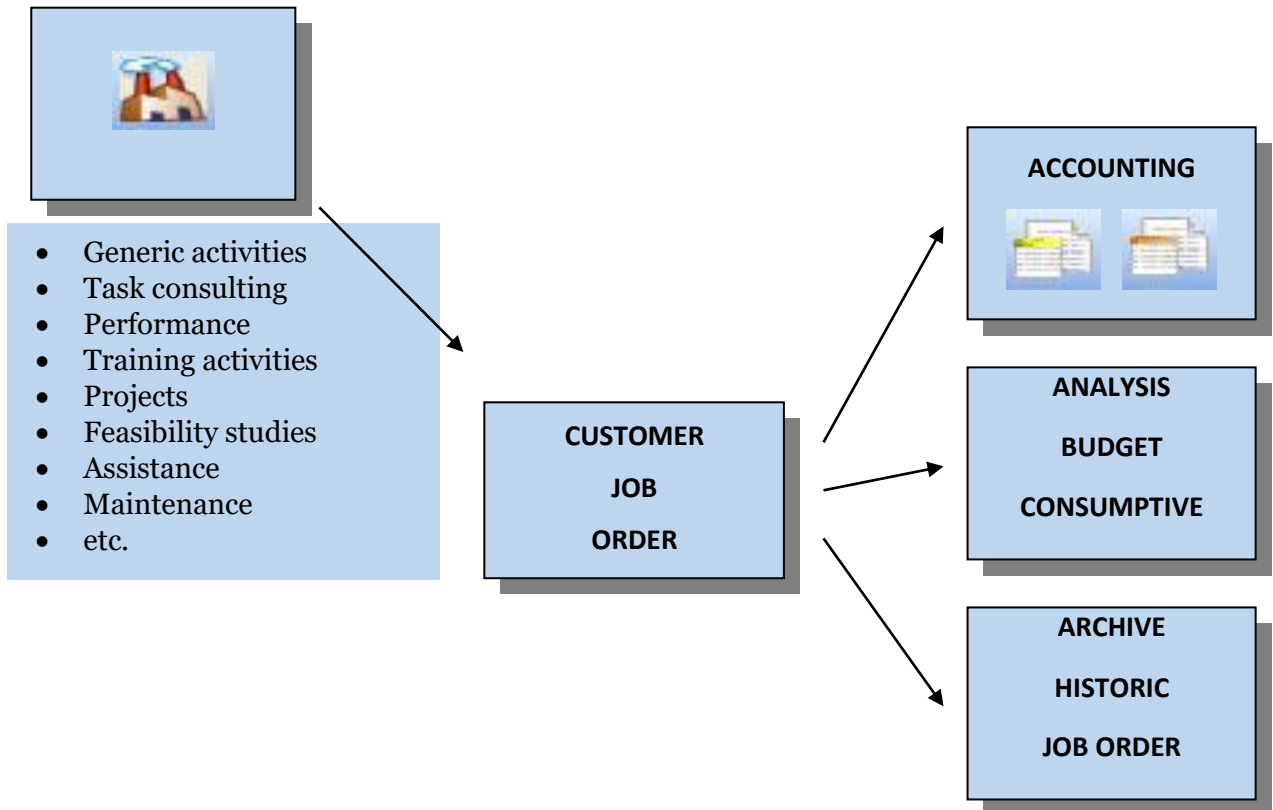 • Generic activities
• Task consulting
• Performance
• Training activities
• Projects
• Feasibility studies
• Assistance
• Maintenance
• etc.
CUSTOMER
JOB
ORDER
ACCOUNTING
ANALYSIS
BUDGET
CONSUMPTIVE
ARCHIVE
HISTORIC
JOB ORDER